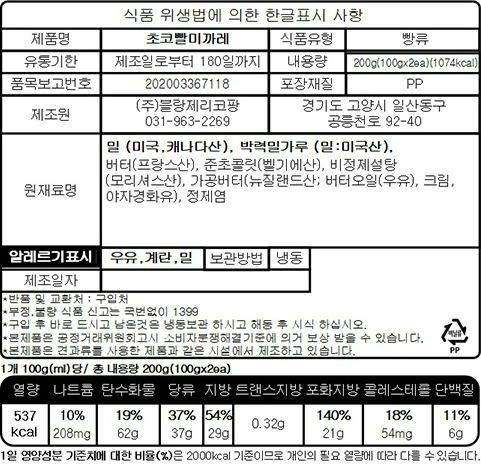 식품 위생법에 의한 한글표시 사항
제품명 초코빨미까레 식품유형 빵류
유통기한 제조일로부터 180일까지 내용량 200g(100gx2ea)(1074kcal)
품목보고번호 202003367118 포장재질 PP
제조원 (주)블랑제리코팡 경기도 고양시 일산동구
031-963-2269 공릉천로 92-40
밀 (미국,캐나다산), 박력밀가루 (밀:미국산),
버터(프랑스산), 준초콜릿(벨기에산), 비정제설탕
원재료명 (모리셔스산), 가공버터(뉴질랜드산; 버터오일(우유), 크림,
야자경화유), 정제염
알레르기표시 우유,계란,밀 보관방법 냉동
제조일자
*반품 및 교환처 : 구입처
*부정,불량 식품 신고는 국번없이 1399
*구입 후 바로 드시고 남은것은 냉동보관 하시고 해동 후 시식 하십시오.
*본제품은 공정거래위원회고시 소비자분쟁해결기준에 의거 보상 받을 수 있습니다.
*본제품은 견과류를 사용한 제품과 같은 시설에서 제조하고 있습니다.
비닐류
PP
1개 100g(ml)당/ 총 내용량 200g(100gx2ea)
열량 나트륨 탄수화물 당류 지방 트랜스지방 포화지방 콜레스테롤 단백질
537 10% 19% 37% 54% 0.32g 140% 18% 11%
kcal 208mg 62g 37g 29g 21g 54mg 6g
1일 영양성분 기준치에 대한 비율(%)은 2000kcal 기준이므로 개인의 필요 열량에 따라 다를 수 있습니다.